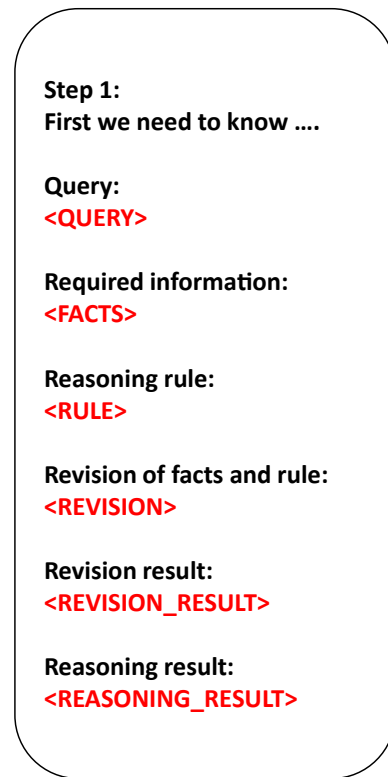 Step 1:
First we need to know ....
Query:
<QUERY>
Required information:
<FACTS>
Reasoning rule:
<RULE>
Revision of facts and rule:
<REVISION>
Revision result:
<REVISION_RESULT>
Reasoning result:
<REASONING_RESULT>